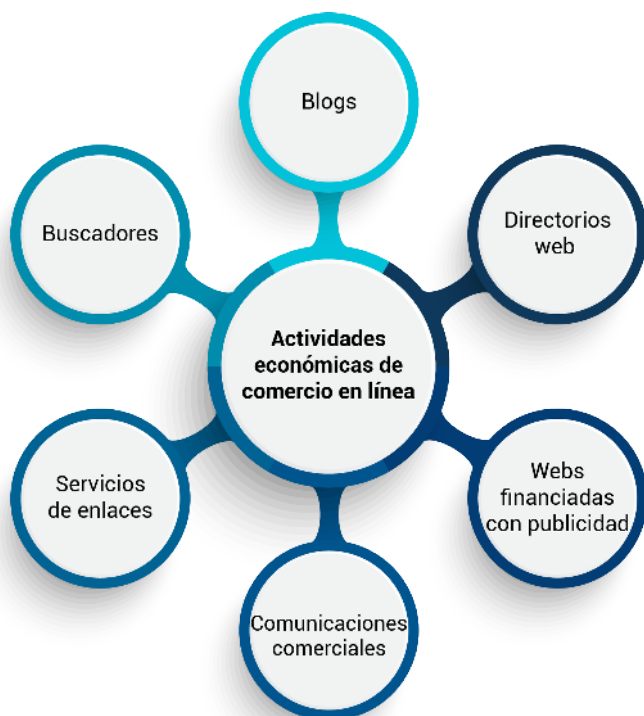 Blogs
Buscadores
Directorios
web
Actividades
económicas de
comercio en línea
Servicios
de enlaces
Webs
financiadas
con publicidad
Comunicaciones
comerciales